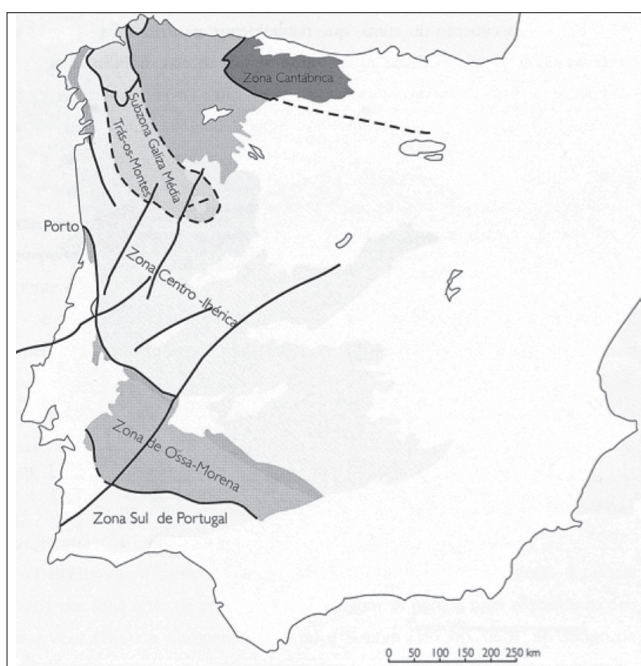 Zona Cantábrica
Subzona Galiza Média
Trás-os-Montes
Porto
Zona Centro -Ibérica
Zona de Ossa-Morena
Zona Sul de Portugal
0 50 100 150 200 250 km